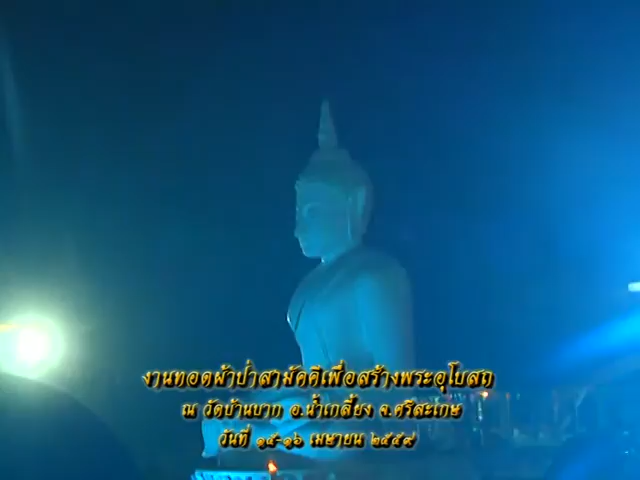 งานทอดผ้าป่าสามัคคีเพื่อสร้างพระอุโบสถ
ณ วัดบ้านบาก อ.น้ำเกลี้ยง จ.ศรีสะเกษ
วันที่ ๑๕-๑๖ เมษายน ๒๕๕๙